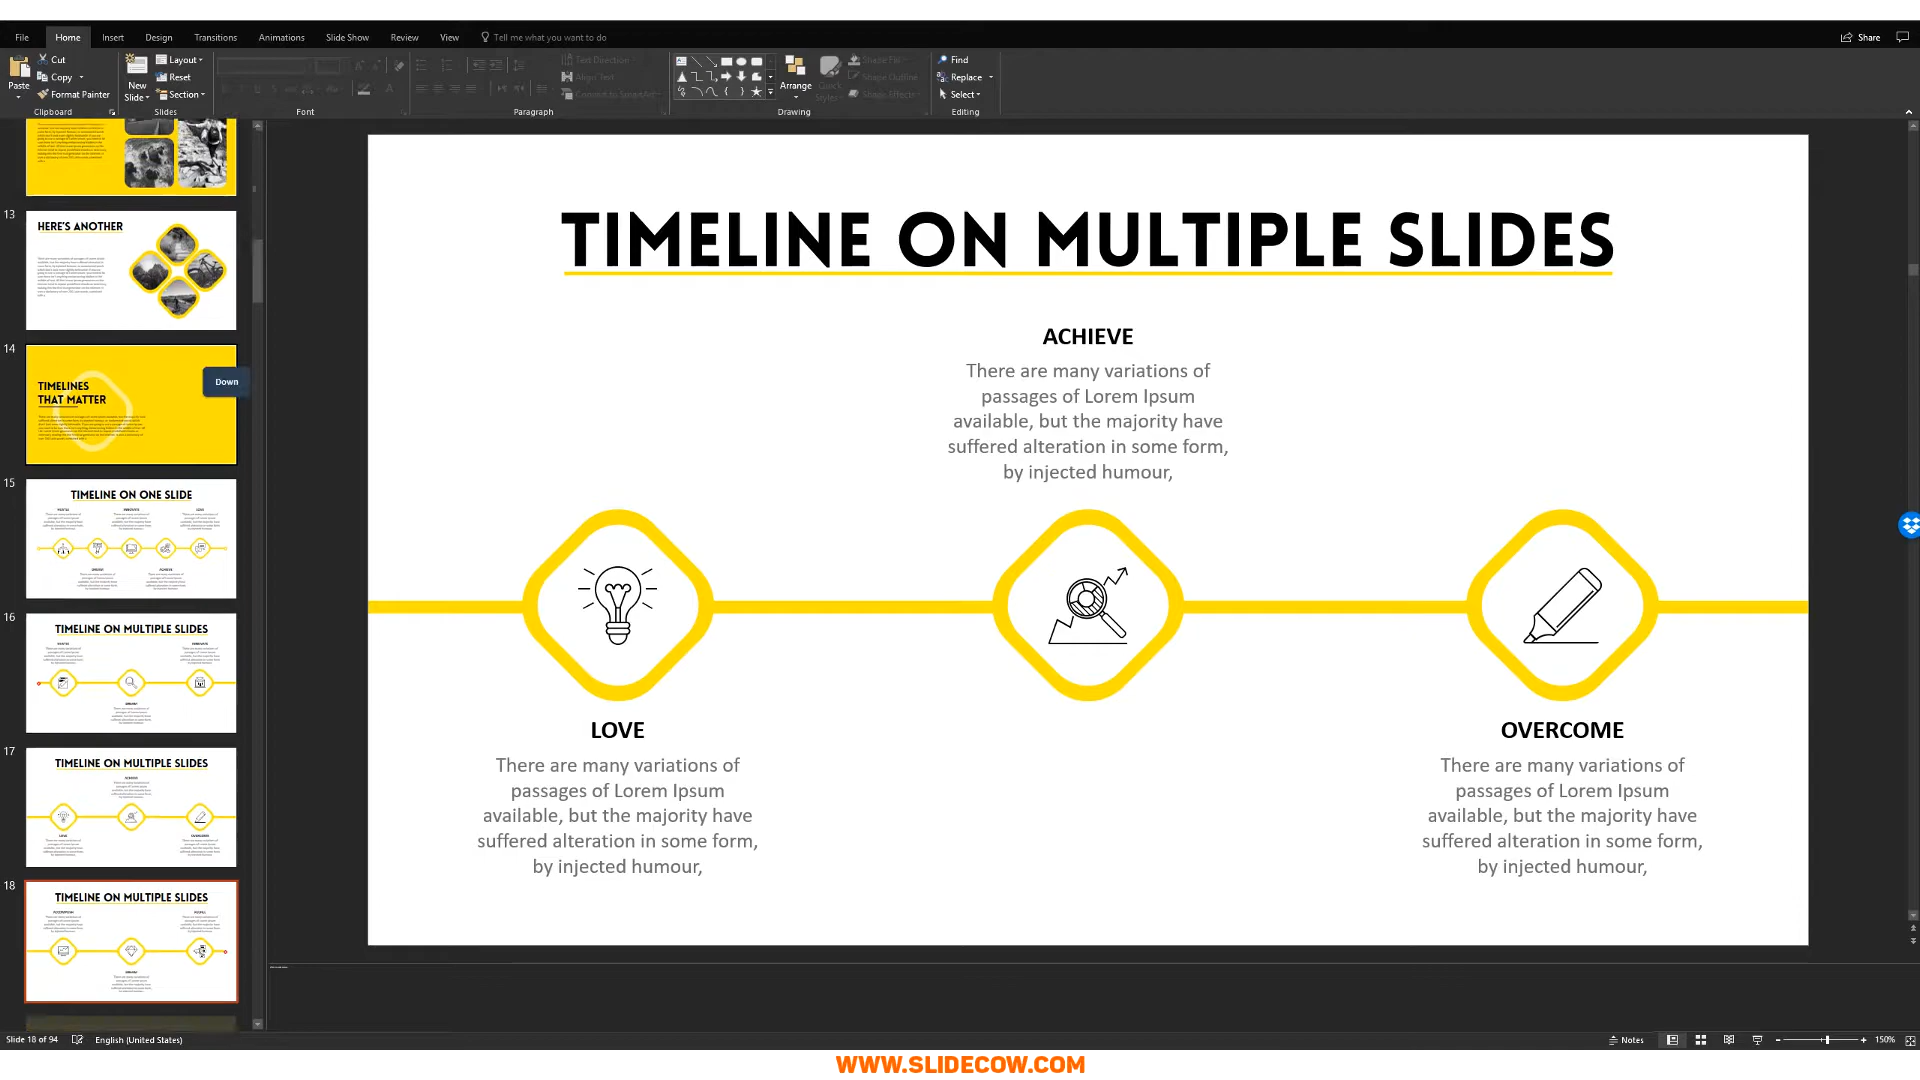 File Home Insert Design Transitions Animations Slide Show Review View Tell me what you want to do Share
Paste
Cut
Copy
Format Painter
Clipboard
New
Slide
Layout
Reset
Section
Slides
Font
Text Direction
Align Text
Convert to SmartArt
Paragraph
Arrange
Quick
Styles
Shape Fill
Shape Outline
Shape Effects
Drawing
Find
Replace
Select
Editing
13
HERE'S ANOTHER
14
TIMELINES
THAT MATTER
Down
15
TIMELINE ON ONE SLIDE
16
TIMELINE ON MULTIPLE SLIDES
17
TIMELINE ON MULTIPLE SLIDES
18
TIMELINE ON MULTIPLE SLIDES
TIMELINE ON MULTIPLE SLIDES
ACHIEVE
There are many variations of
passages of Lorem Ipsum
available, but the majority have
suffered alteration in some form,
by injected humour,
LOVE
There are many variations of
passages of Lorem Ipsum
available, but the majority have
suffered alteration in some form,
by injected humour,
OVERCOME
There are many variations of
passages of Lorem Ipsum
available, but the majority have
suffered alteration in some form,
by injected humour,
Slide 18 of 94 English (United States) Notes 150%
WWW.SLIDECOW.COM